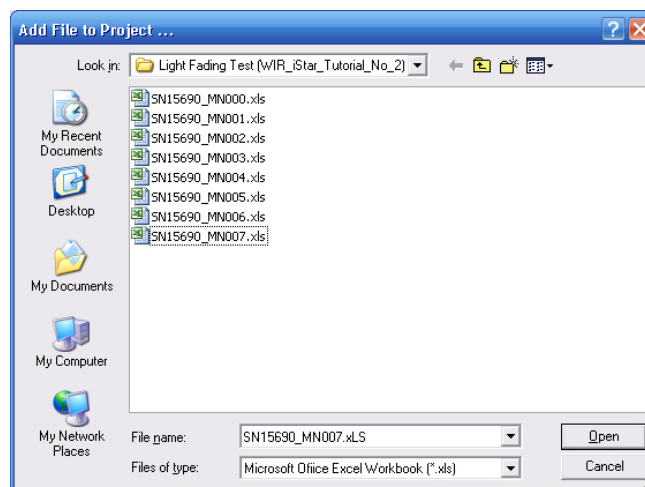 Add File to Project ...
Look in: Light Fading Test (WIR_iStar_Tutorial_No_2)
My Recent
Documents
Desktop
My Documents
My Computer
My Network
Places
SN15690_MN000.xls
SN15690_MN001.xls
SN15690_MN002.xls
SN15690_MN003.xls
SN15690_MN004.xls
SN15690_MN005.xls
SN15690_MN006.xls
SN15690_MN007.xls
File name: SN15690_MN007.xLS Open
Files of type: Microsoft Ofiice Excel Workbook (*.xls) Cancel